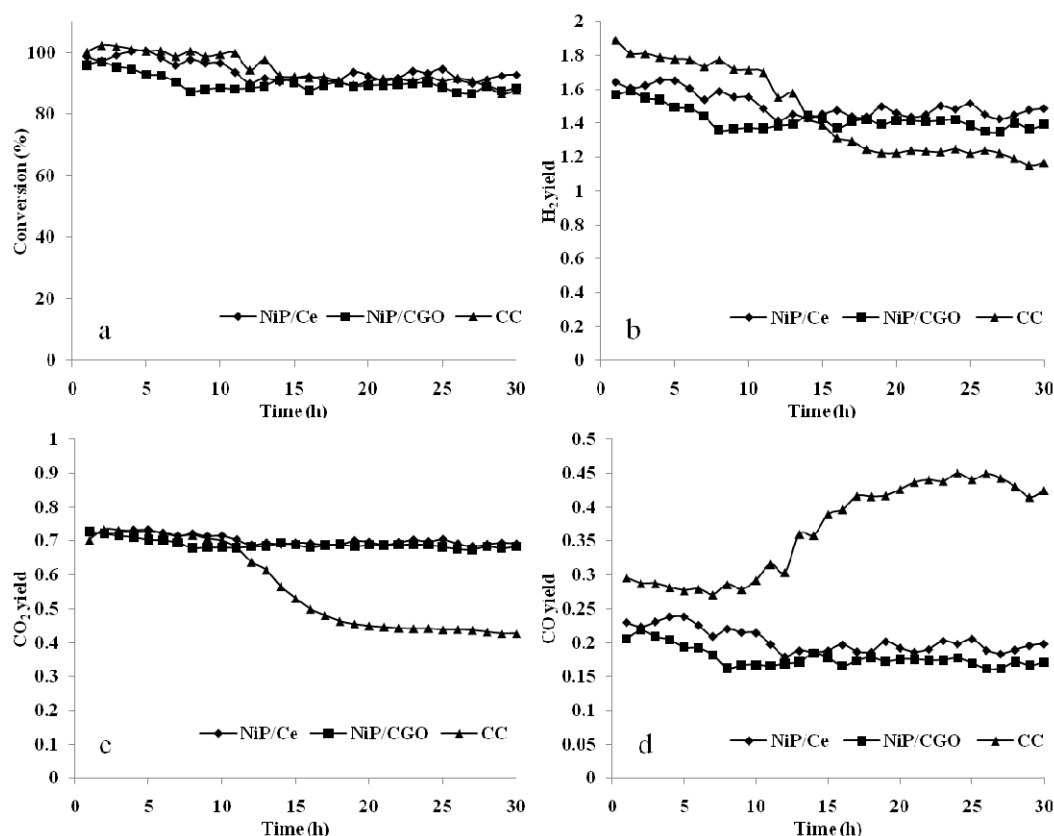 100
80
60
40
20
0
Conversion (%)
a
NiP/Ce NiP/CGO CC
0 5 10 15 20 25 30
Time (h)
2
1.8
1.6
1.4
1.2
1
0.8
0.6
0.4
0.2
0
H2 yield
b
NiP/Ce NiP/CGO CC
0 5 10 15 20 25 30
Time (h)
1
0.9
0.8
0.7
0.6
0.5
0.4
0.3
0.2
0.1
0
CO2 yield
c
NiP/Ce NiP/CGO CC
0 5 10 15 20 25 30
Time (h)
0.5
0.45
0.4
0.35
0.3
0.25
0.2
0.15
0.1
0.05
0
CO yield
d
NiP/Ce NiP/CGO CC
0 5 10 15 20 25 30
Time (h)